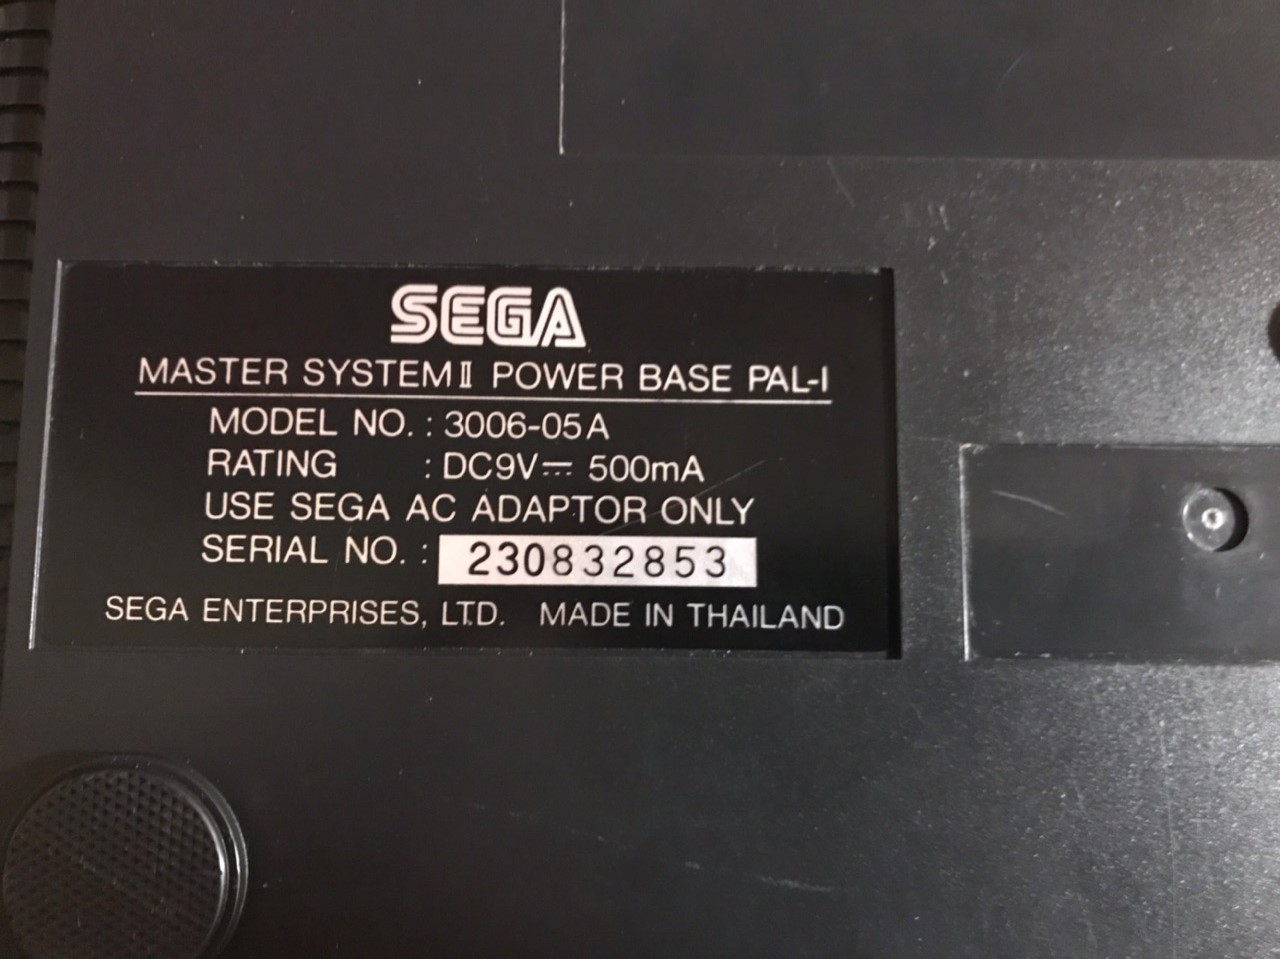 SEGA
MASTER SYSTEM II POWER BASE PAL-I
MODEL NO. : 3006-05A
RATING : DC9V⎓ 500mA
USE SEGA AC ADAPTOR ONLY
SERIAL NO. : 230832853
SEGA ENTERPRISES, LTD. MADE IN THAILAND